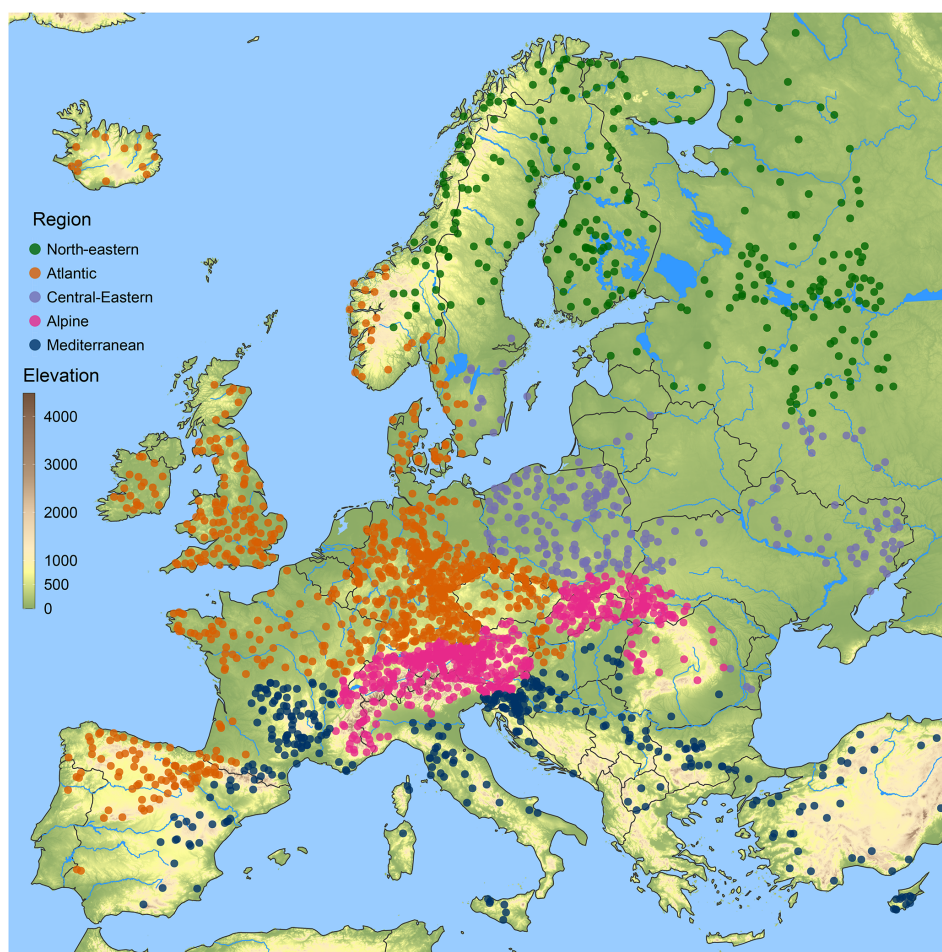 Region
North-eastern
Atlantic
Central-Eastern
Alpine
Mediterranean
Elevation
4000
3000
2000
1000
500
0